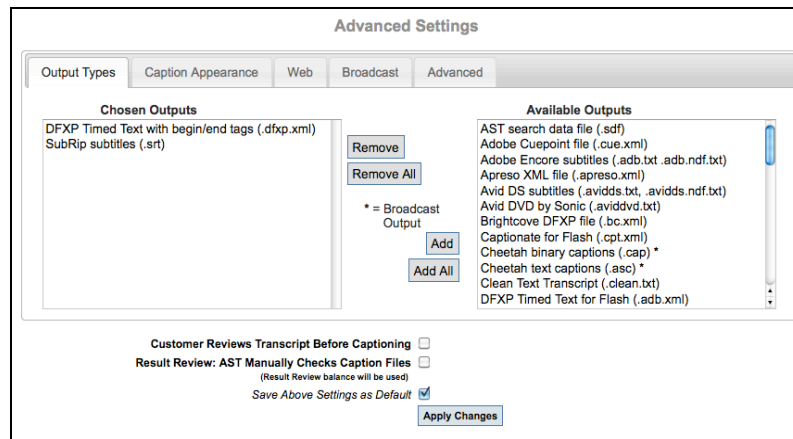 Advanced Settings
Output Types
Caption Appearance
Web
Broadcast
Advanced
Chosen Outputs
DFXP Timed Text with begin/end tags (.dfxp.xml)
SubRip subtitles (.srt)
Remove
Remove All
* = Broadcast
Output
Add
Add All
Available Outputs
AST search data file (.sdf)
Adobe Cuepoint file (.cue.xml)
Adobe Encore subtitles (.adb.txt .adb.ndf.txt)
Apreso XML file (.apreso.xml)
Avid DS subtitles (.avidds.txt, .avidds.ndf.txt)
Avid DVD by Sonic (.aviddvd.txt)
Brightcove DFXP file (.bc.xml)
Captionate for Flash (.cpt.xml)
Cheetah binary captions (.cap) *
Cheetah text captions (.asc) *
Clean Text Transcript (.clean.txt)
DFXP Timed Text for Flash (.adb.xml)
Customer Reviews Transcript Before Captioning
Result Review: AST Manually Checks Caption Files
(Result Review balance will be used)
Save Above Settings as Default
Apply Changes